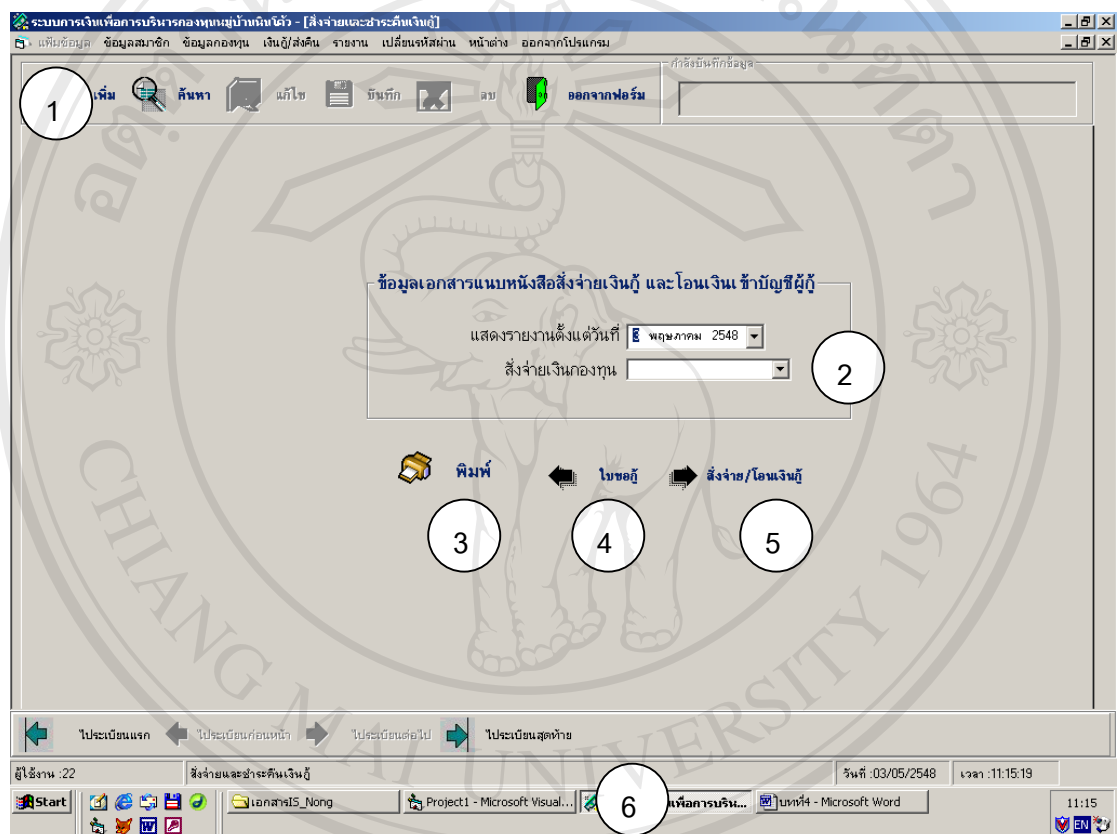 ระบบการเงินเพื่อการบริหารกองทุนหมู่บ้านนิบโค้ว - [สั่งจ่ายและชำระคืนเงินกู้]
แฟ้มข้อมูล ข้อมูลสมาชิก ข้อมูลกองทุน เงินกู้/ส่งคืน รายงาน เปลี่ยนรหัสผ่าน หน้าต่าง ออกจากโปรแกรม
กำลังบันทึกข้อมูล
1 เพิ่ม ค้นหา แก้ไข บันทึก ลบ ออกจากฟอร์ม
ข้อมูลเอกสารแนบหนังสือสั่งจ่ายเงินกู้ และโอนเงินเข้าบัญชีผู้กู้
แสดงรายงานตั้งแต่วันที่ 3 พฤษภาคม 2548
สั่งจ่ายเงินกองทุน
2
พิมพ์ ใบขอกู้ สั่งจ่าย/โอนเงินกู้
3 4 5
ไประเบียนแรก ไประเบียนก่อนหน้า ไประเบียนต่อไป ไประเบียนสุดท้าย
ผู้ใช้งาน :22 สั่งจ่ายและชำระคืนเงินกู้ วันที่ :03/05/2548 เวลา :11:15:19
Start เอกสารIS_Nong Project1 - Microsoft Visual... 6 เพื่อการบริห... บทที่4 - Microsoft Word 11:15
EN
CHIANG MAI UNIVERSITY 1964